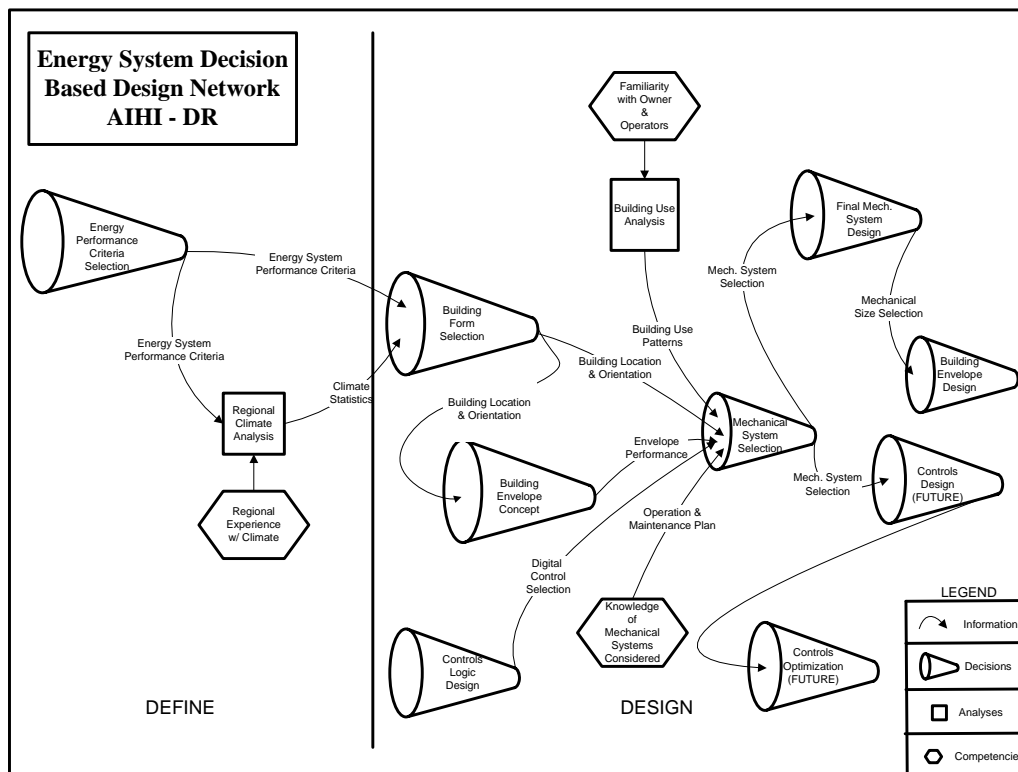 Energy System Decision
Based Design Network
AIHI - DR
Familiarity
with Owner
&
Operators
Building Use
Analysis
Energy
Performance
Criteria
Selection
Energy System
Performance Criteria
Energy System
Performance Criteria
Regional
Climate
Analysis
Regional
Experience
w/ Climate
Climate
Statistics
Building
Form
Selection
Building Use
Patterns
Building Location
& Orientation
Building Location
& Orientation
Building
Envelope
Concept
Envelope
Performance
Mechanical
System
Selection
Mech. System
Selection
Final Mech.
System
Design
Mechanical
Size Selection
Building
Envelope
Design
Mech. System
Selection
Controls
Design
(FUTURE)
Operation &
Maintenance Plan
Digital
Control
Selection
Knowledge
of
Mechanical
Systems
Considered
Controls
Logic
Design
Controls
Optimization
(FUTURE)
DEFINE
DESIGN
LEGEND
Information
Decisions
Analyses
Competencie